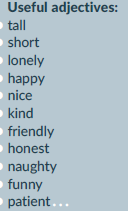 Useful adjectives:
tall
short
lonely
happy
nice
kind
friendly
honest
naughty
funny
patient...